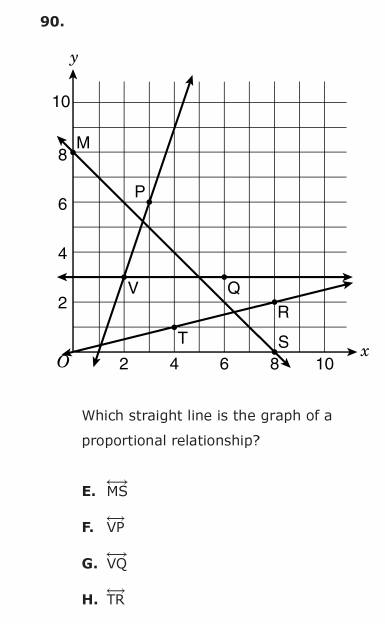 90.
y
10
M
8
P
6
4
V
Q
2
R
T
S
O
2
4
6
8
10
x
Which straight line is the graph of a
proportional relationship?
E. MS
F. VP
G. VQ
H. TR